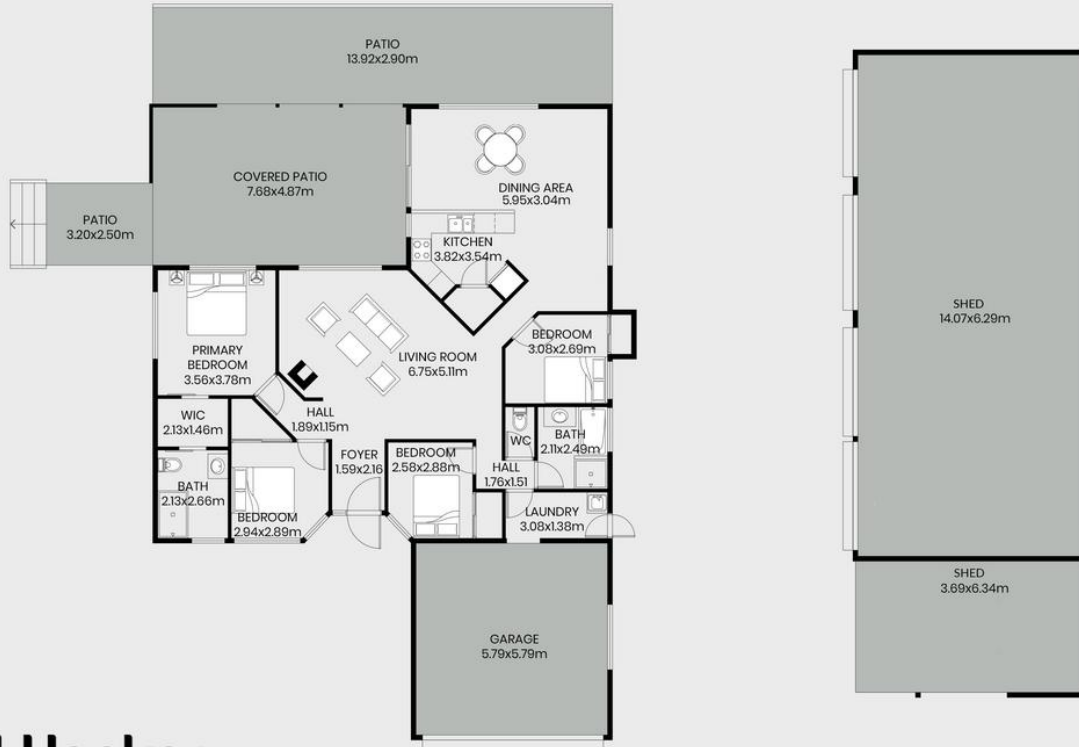 PATIO
13.92x2.90m
COVERED PATIO
7.68x4.87m
DINING AREA
5.95x3.04m
PATIO
3.20x2.50m
KITCHEN
3.82x3.54m
SHED
14.07x6.29m
PRIMARY
BEDROOM
3.56x3.78m
LIVING ROOM
6.75x5.11m
BEDROOM
3.08x2.69m
WIC
2.13x1.46m
HALL
1.89x1.15m
BATH
2.13x2.66m
BEDROOM
2.94x2.89m
FOYER
1.59x2.16
BEDROOM
2.58x2.88m
WC
BATH
2.11x2.49m
HALL
1.76x1.51
LAUNDRY
3.08x1.38m
SHED
3.69x6.34m
GARAGE
5.79x5.79m